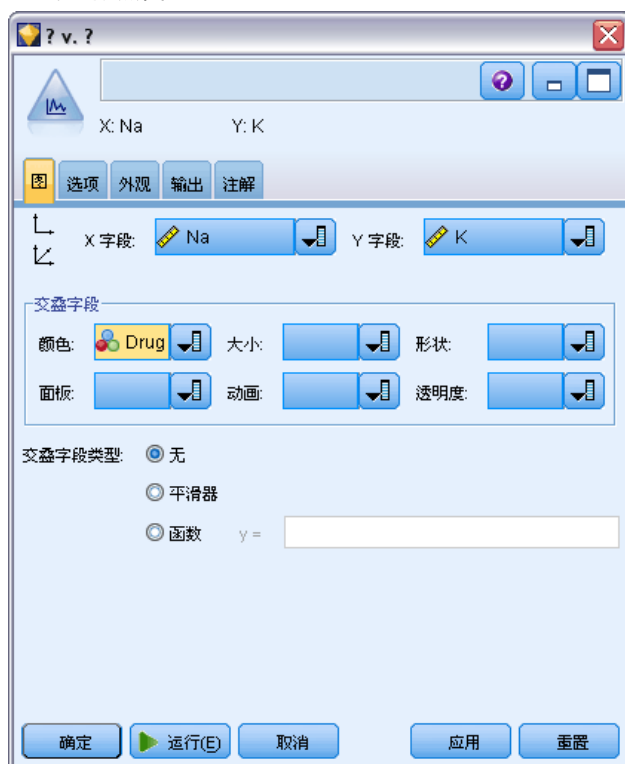 ? v. ?
X: Na Y: K
图 选项 外观 输出 注解
X 字段: Na Y 字段: K
交叠字段
颜色: Drug 大小: 形状:
面板: 动画: 透明度:
交叠字段类型: 无
平滑器
函数 y =
确定 运行(E) 取消 应用 重置